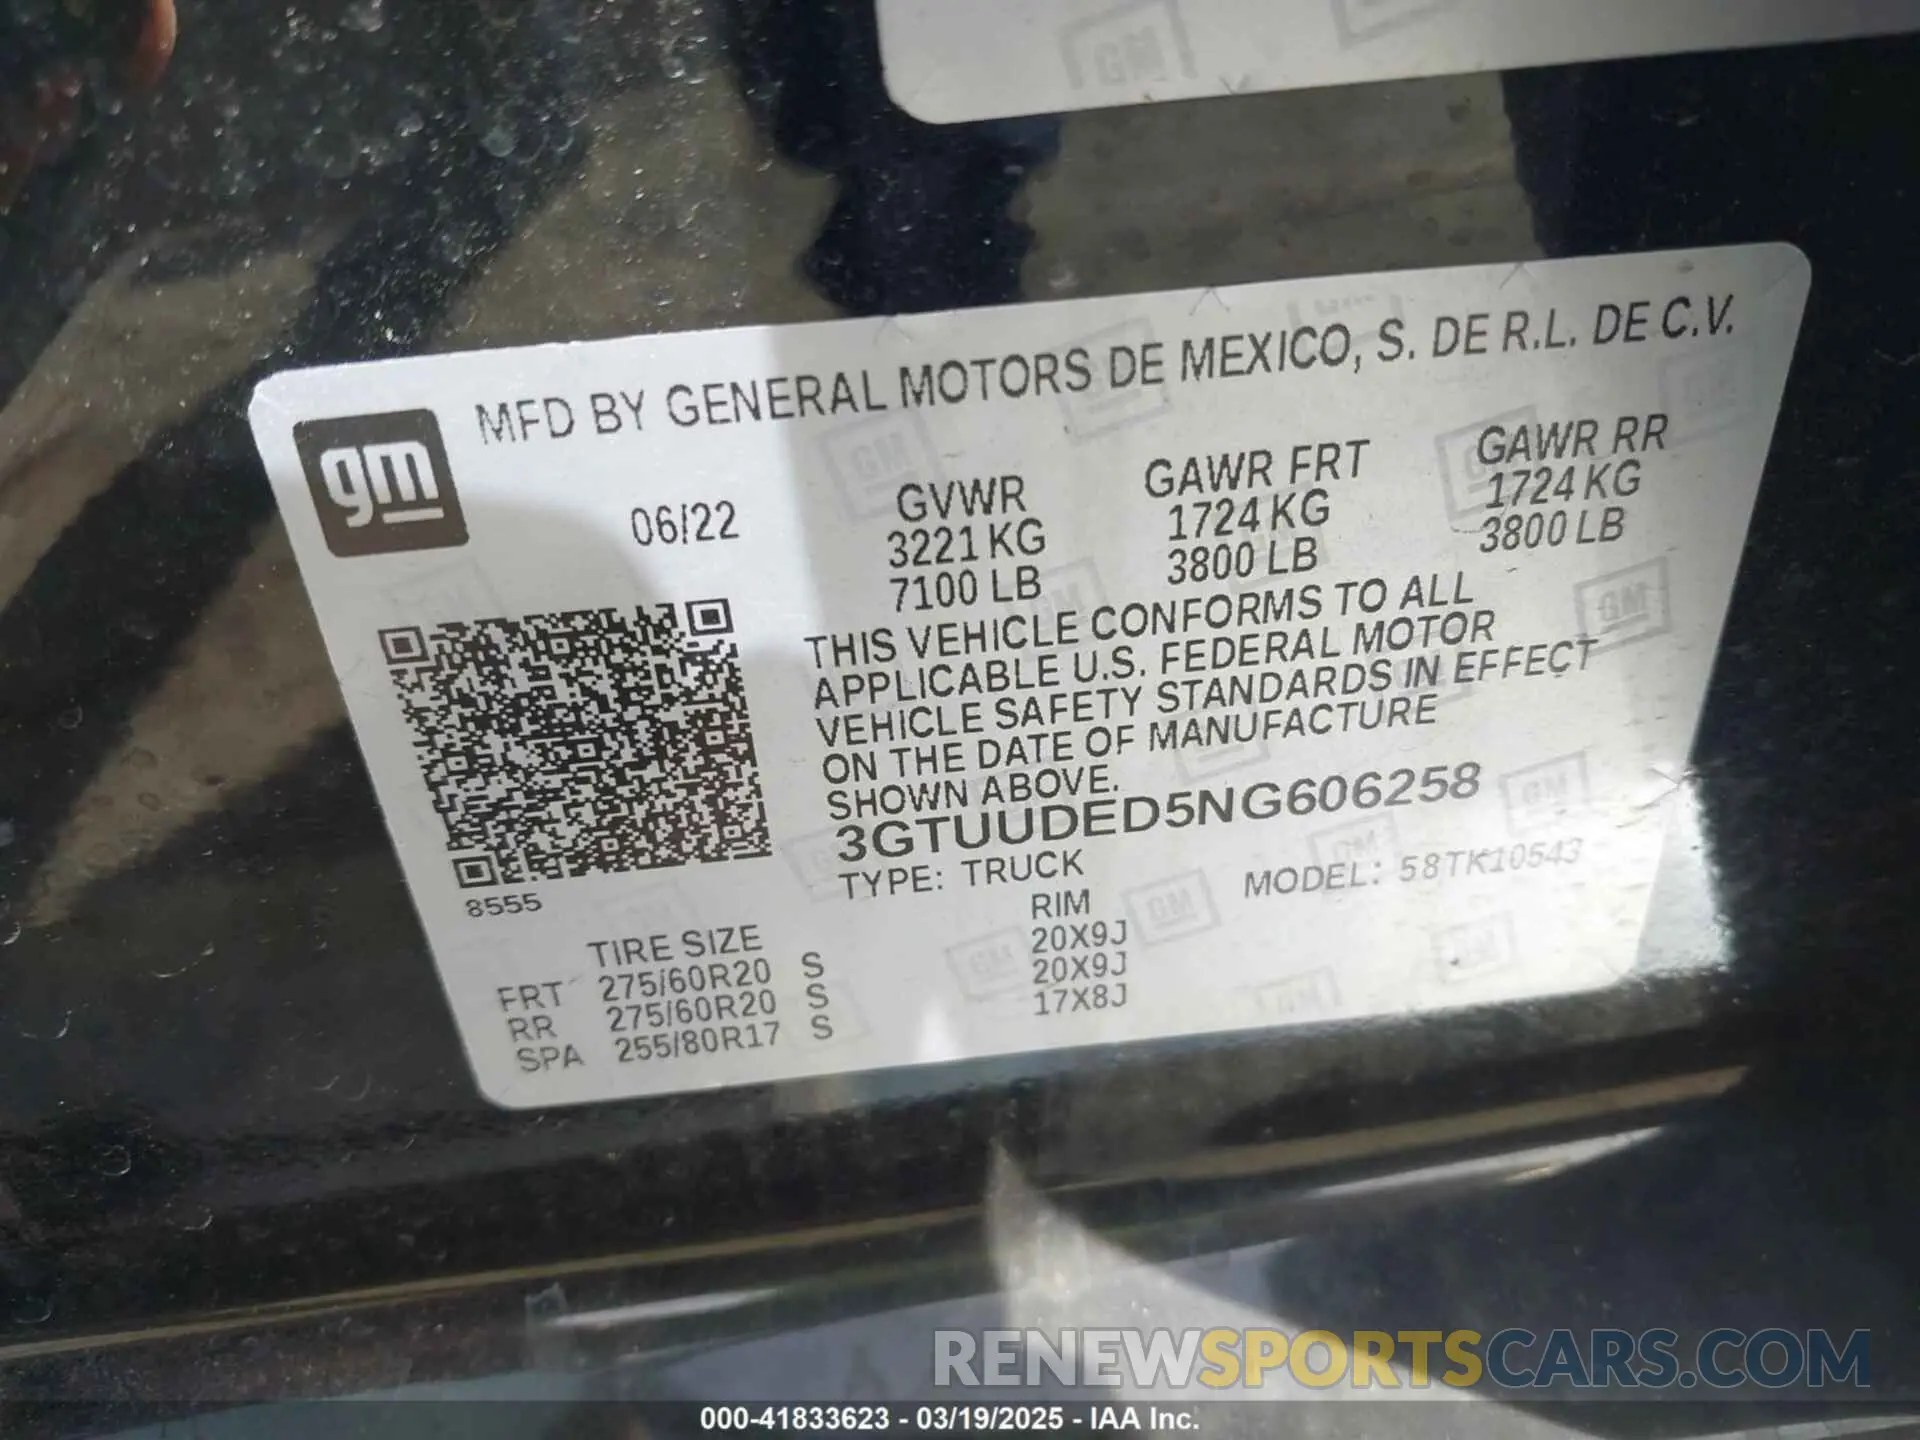 GM
gm
MFD BY GENERAL MOTORS DE MEXICO, S. DE R.L. DE C.V.
06/22
GVWR GAWR FRT GAWR RR
3221 KG 1724 KG 1724 KG
7100 LB 3800 LB 3800 LB
THIS VEHICLE CONFORMS TO ALL
APPLICABLE U.S. FEDERAL MOTOR
VEHICLE SAFETY STANDARDS IN EFFECT
ON THE DATE OF MANUFACTURE
SHOWN ABOVE.
3GTUUDED5NG606258
TYPE: TRUCK MODEL: 58TK10543
8555
TIRE SIZE RIM
FRT 275/60R20 S 20X9J
RR 275/60R20 S 20X9J
SPA 255/80R17 S 17X8J
RENEWSPORTSCARS.COM
000-41833623 - 03/19/2025 - IAA Inc.